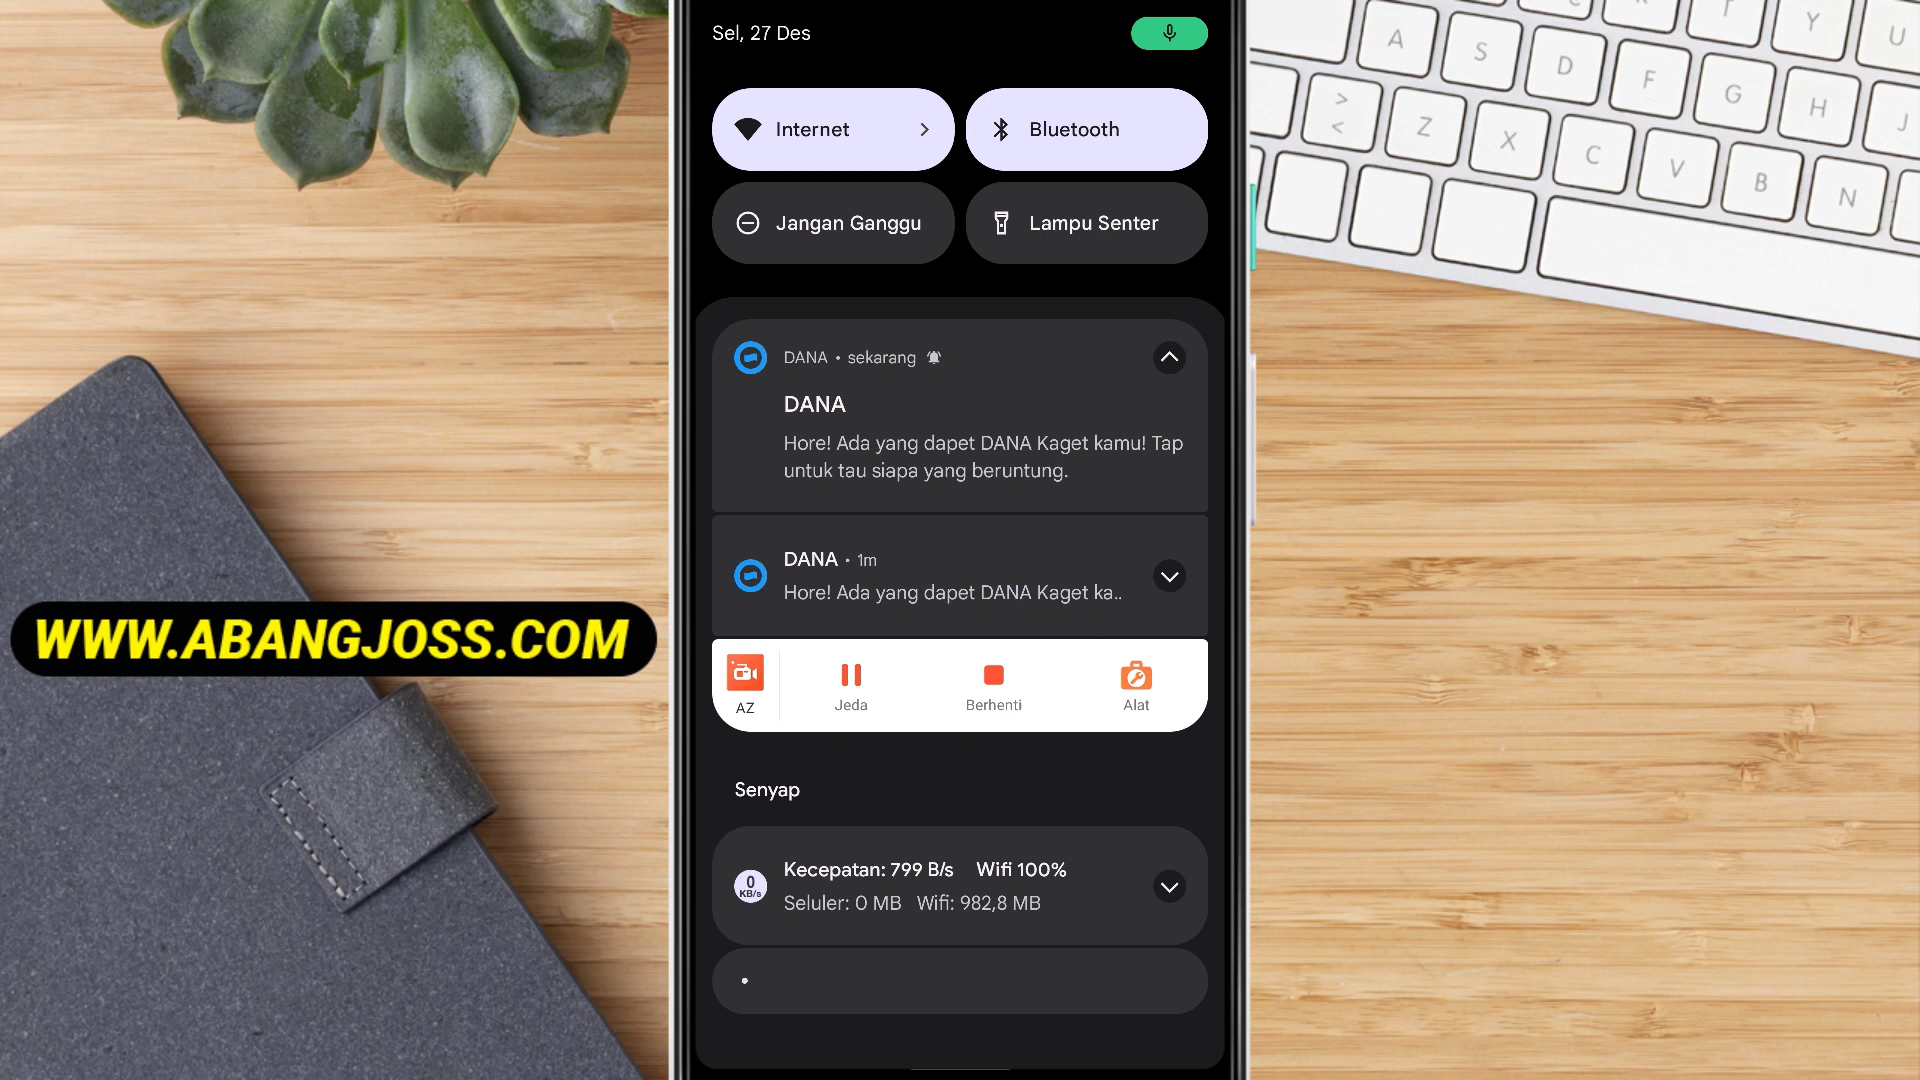 Sel, 27 Des
Internet
Bluetooth
Jangan Ganggu
Lampu Senter
DANA • sekarang
DANA
Hore! Ada yang dapet DANA Kaget kamu! Tap
untuk tau siapa yang beruntung.
DANA • 1m
Hore! Ada yang dapet DANA Kaget ka..
AZ
Jeda
Berhenti
Alat
Senyap
0
KB/s
Kecepatan: 799 B/s Wifi 100%
Seluler: 0 MB Wifi: 982,8 MB
WWW.ABANGJOSS.COM
T Y U
A S D F G H J
> <
Z X C V B N